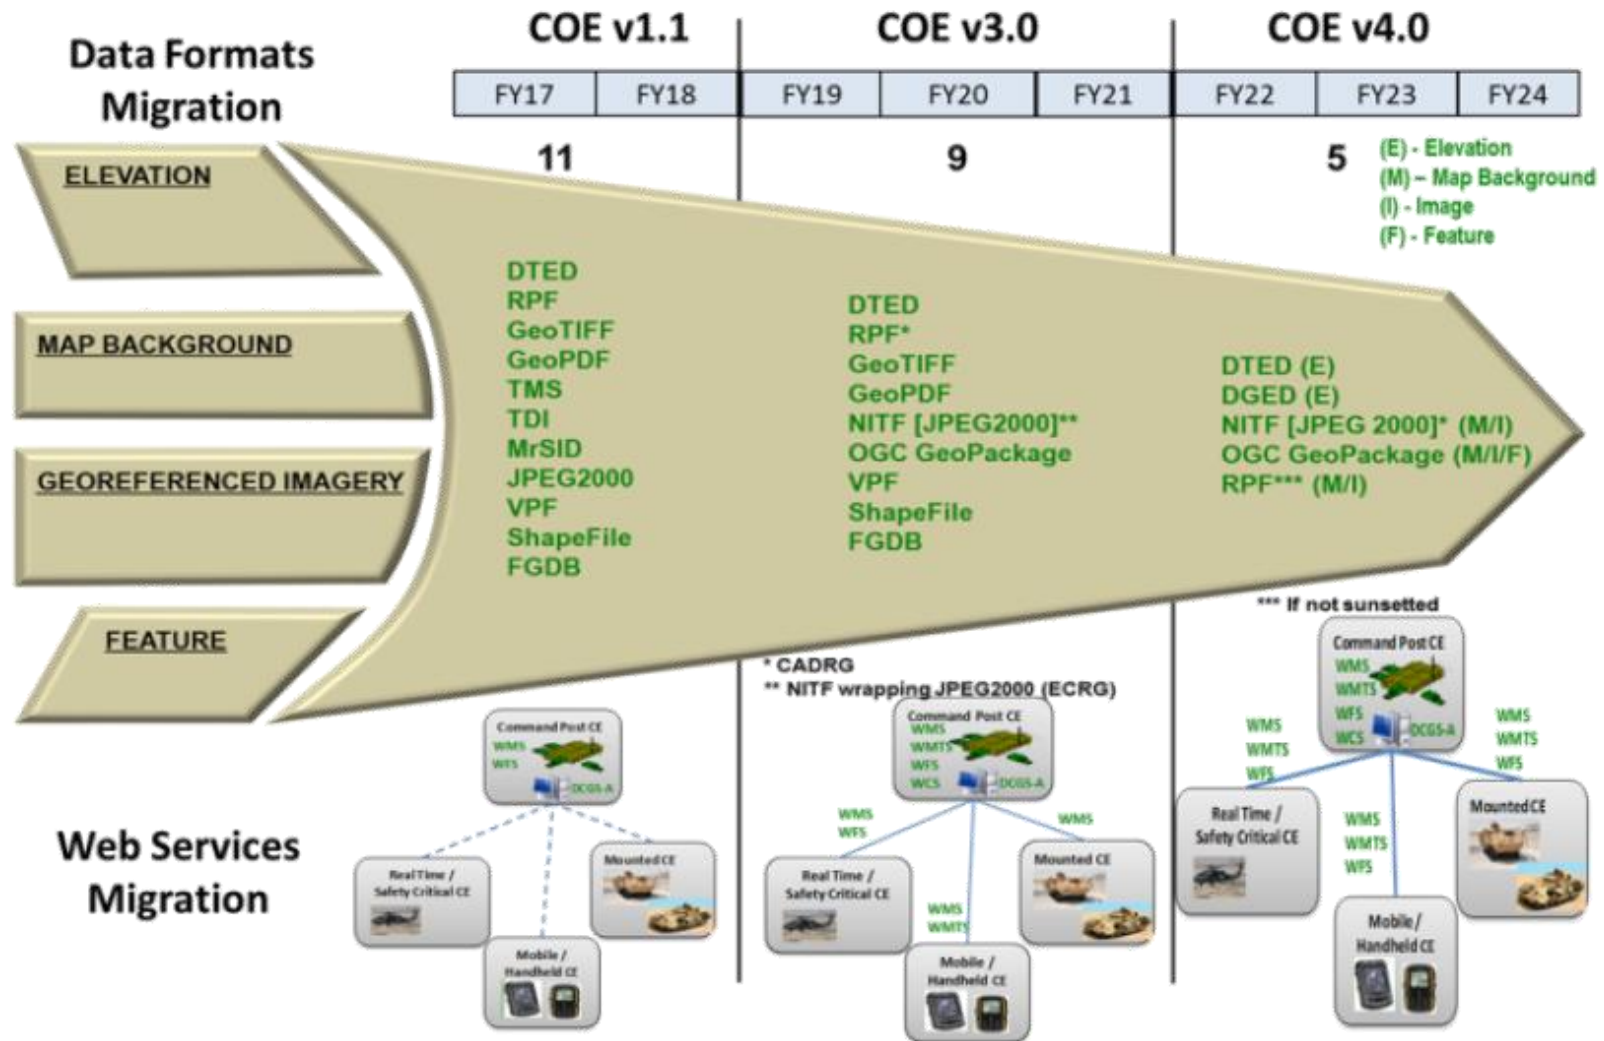 Data Formats
Migration
COE v1.1
COE v3.0
COE v4.0
FY17
FY18
FY19
FY20
FY21
FY22
FY23
FY24
11
9
5
(E) - Elevation
(M) – Map Background
(I) - Image
(F) - Feature
ELEVATION
MAP BACKGROUND
GEOREFERENCED IMAGERY
FEATURE
DTED
RPF
GeoTIFF
GeoPDF
TMS
TDI
MrSID
JPEG2000
VPF
ShapeFile
FGDB
DTED
RPF*
GeoTIFF
GeoPDF
NITF [JPEG2000]**
OGC GeoPackage
VPF
ShapeFile
FGDB
DTED (E)
DGED (E)
NITF [JPEG 2000]* (M/I)
OGC GeoPackage (M/I/F)
RPF*** (M/I)
* CADRG
** NITF wrapping JPEG2000 (ECRG)
*** If not sunsetted
Web Services
Migration
Command Post CE
WMS
WFS
DCGS-A
Real Time /
Safety Critical CE
Mounted CE
Mobile /
Handheld CE
Command Post CE
WMS
WMTS
WFS
WCS
DCGS-A
WMS
WFS
WMS
WMS
WMTS
Real Time /
Safety Critical CE
Mounted CE
Mobile /
Handheld CE
Command Post CE
WMS
WMTS
WFS
WCS
DCGS-A
WMS
WMTS
WFS
WMS
WMTS
WFS
WMS
WMTS
WFS
Real Time /
Safety Critical CE
Mounted CE
Mobile /
Handheld CE